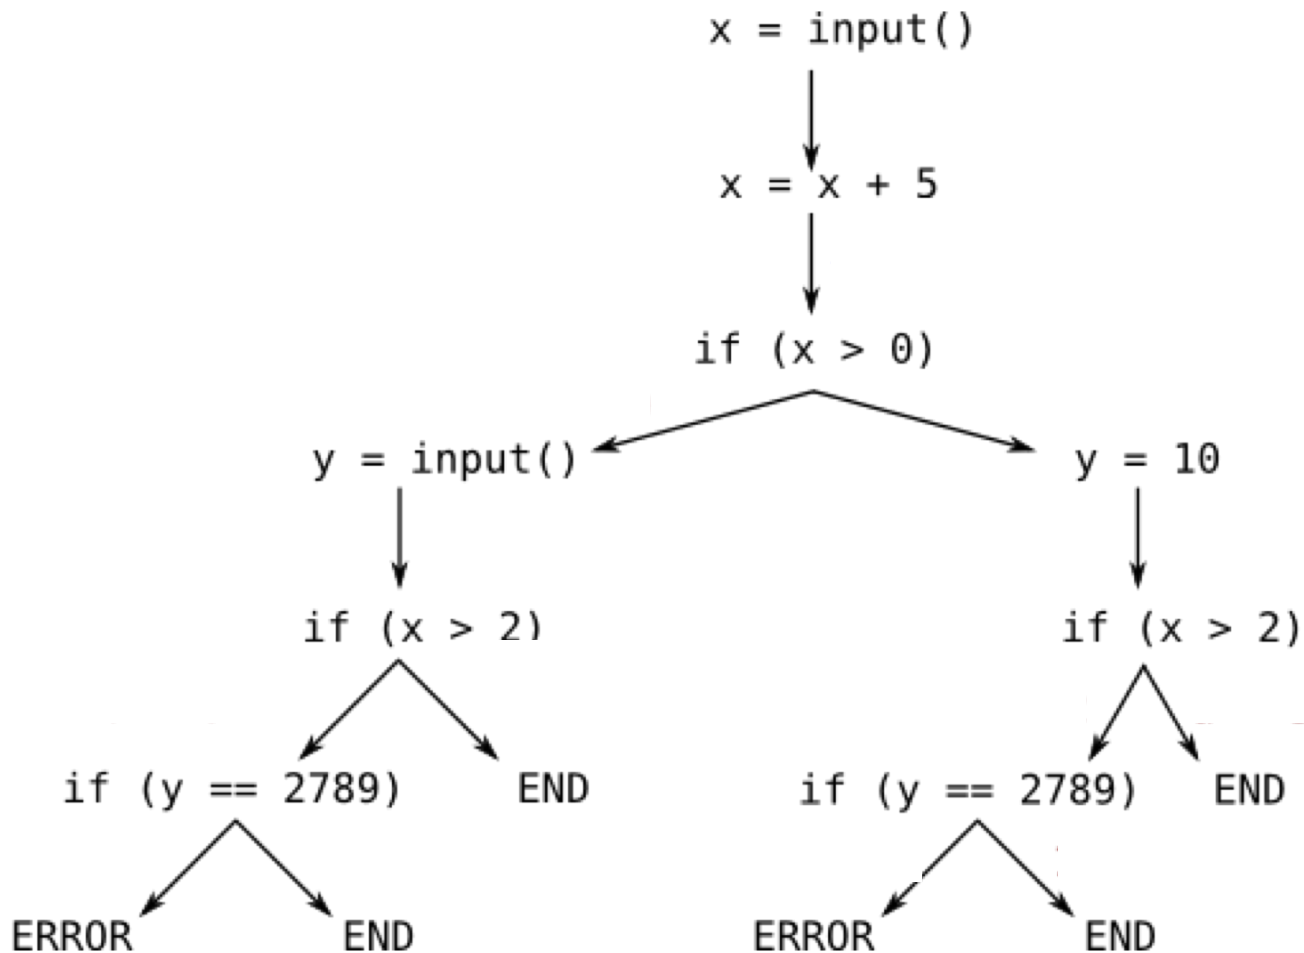 x = input()
x = x + 5
if (x > 0)
y = input()
y = 10
if (x > 2)
if (x > 2)
if (y == 2789)
END
if (y == 2789)
END
ERROR
END
ERROR
END